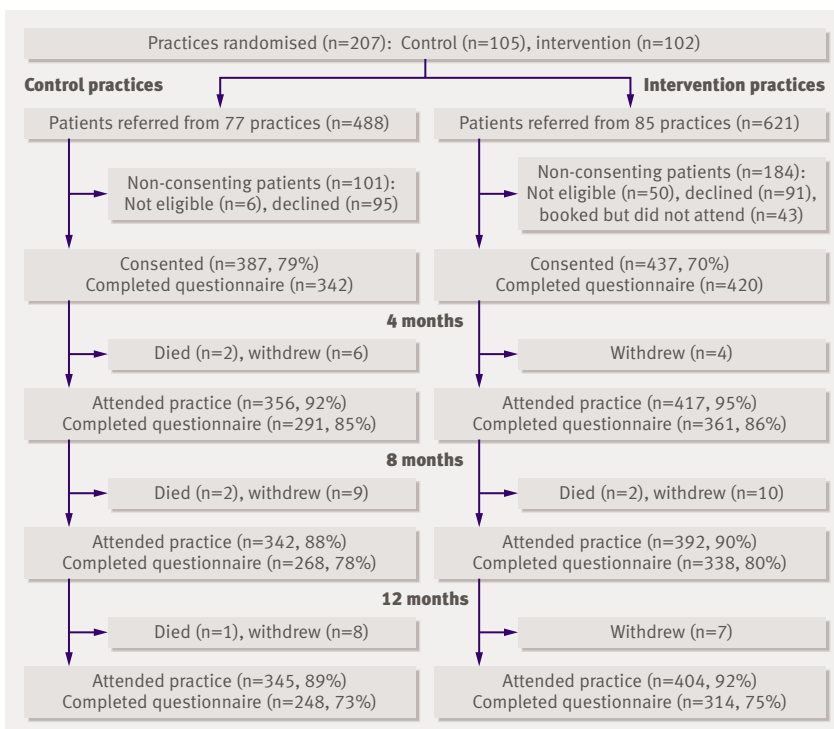 Practices randomised (n=207): Control (n=105), intervention (n=102)
Control practices
Intervention practices
Patients referred from 77 practices (n=488)
Patients referred from 85 practices (n=621)
Non-consenting patients (n=101):
Not eligible (n=6), declined (n=95)
Non-consenting patients (n=184):
Not eligible (n=50), declined (n=91),
booked but did not attend (n=43)
Consented (n=387, 79%)
Completed questionnaire (n=342)
Consented (n=437, 70%)
Completed questionnaire (n=420)
4 months
Died (n=2), withdrew (n=6)
Withdrew (n=4)
Attended practice (n=356, 92%)
Completed questionnaire (n=291, 85%)
Attended practice (n=417, 95%)
Completed questionnaire (n=361, 86%)
8 months
Died (n=2), withdrew (n=9)
Died (n=2), withdrew (n=10)
Attended practice (n=342, 88%)
Completed questionnaire (n=268, 78%)
Attended practice (n=392, 90%)
Completed questionnaire (n=338, 80%)
12 months
Died (n=1), withdrew (n=8)
Withdrew (n=7)
Attended practice (n=345, 89%)
Completed questionnaire (n=248, 73%)
Attended practice (n=404, 92%)
Completed questionnaire (n=314, 75%)